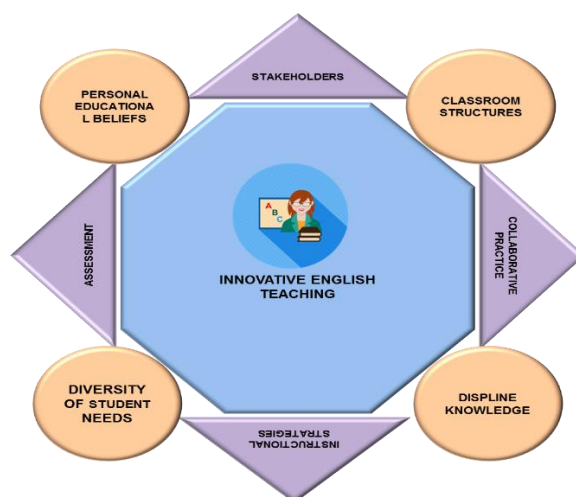 STAKEHOLDERS
PERSONAL
EDUCATIONA
L BELIEFS
CLASSROOM
STRUCTURES
A
B
C
ASSESSMENT
INNOVATIVE ENGLISH
TEACHING
COLLABORATIVE
PRACTICE
DIVERSITY
OF STUDENT
NEEDS
DISPLINE
KNOWLEDGE
INSTRUCTIONAL
STRATEGIES